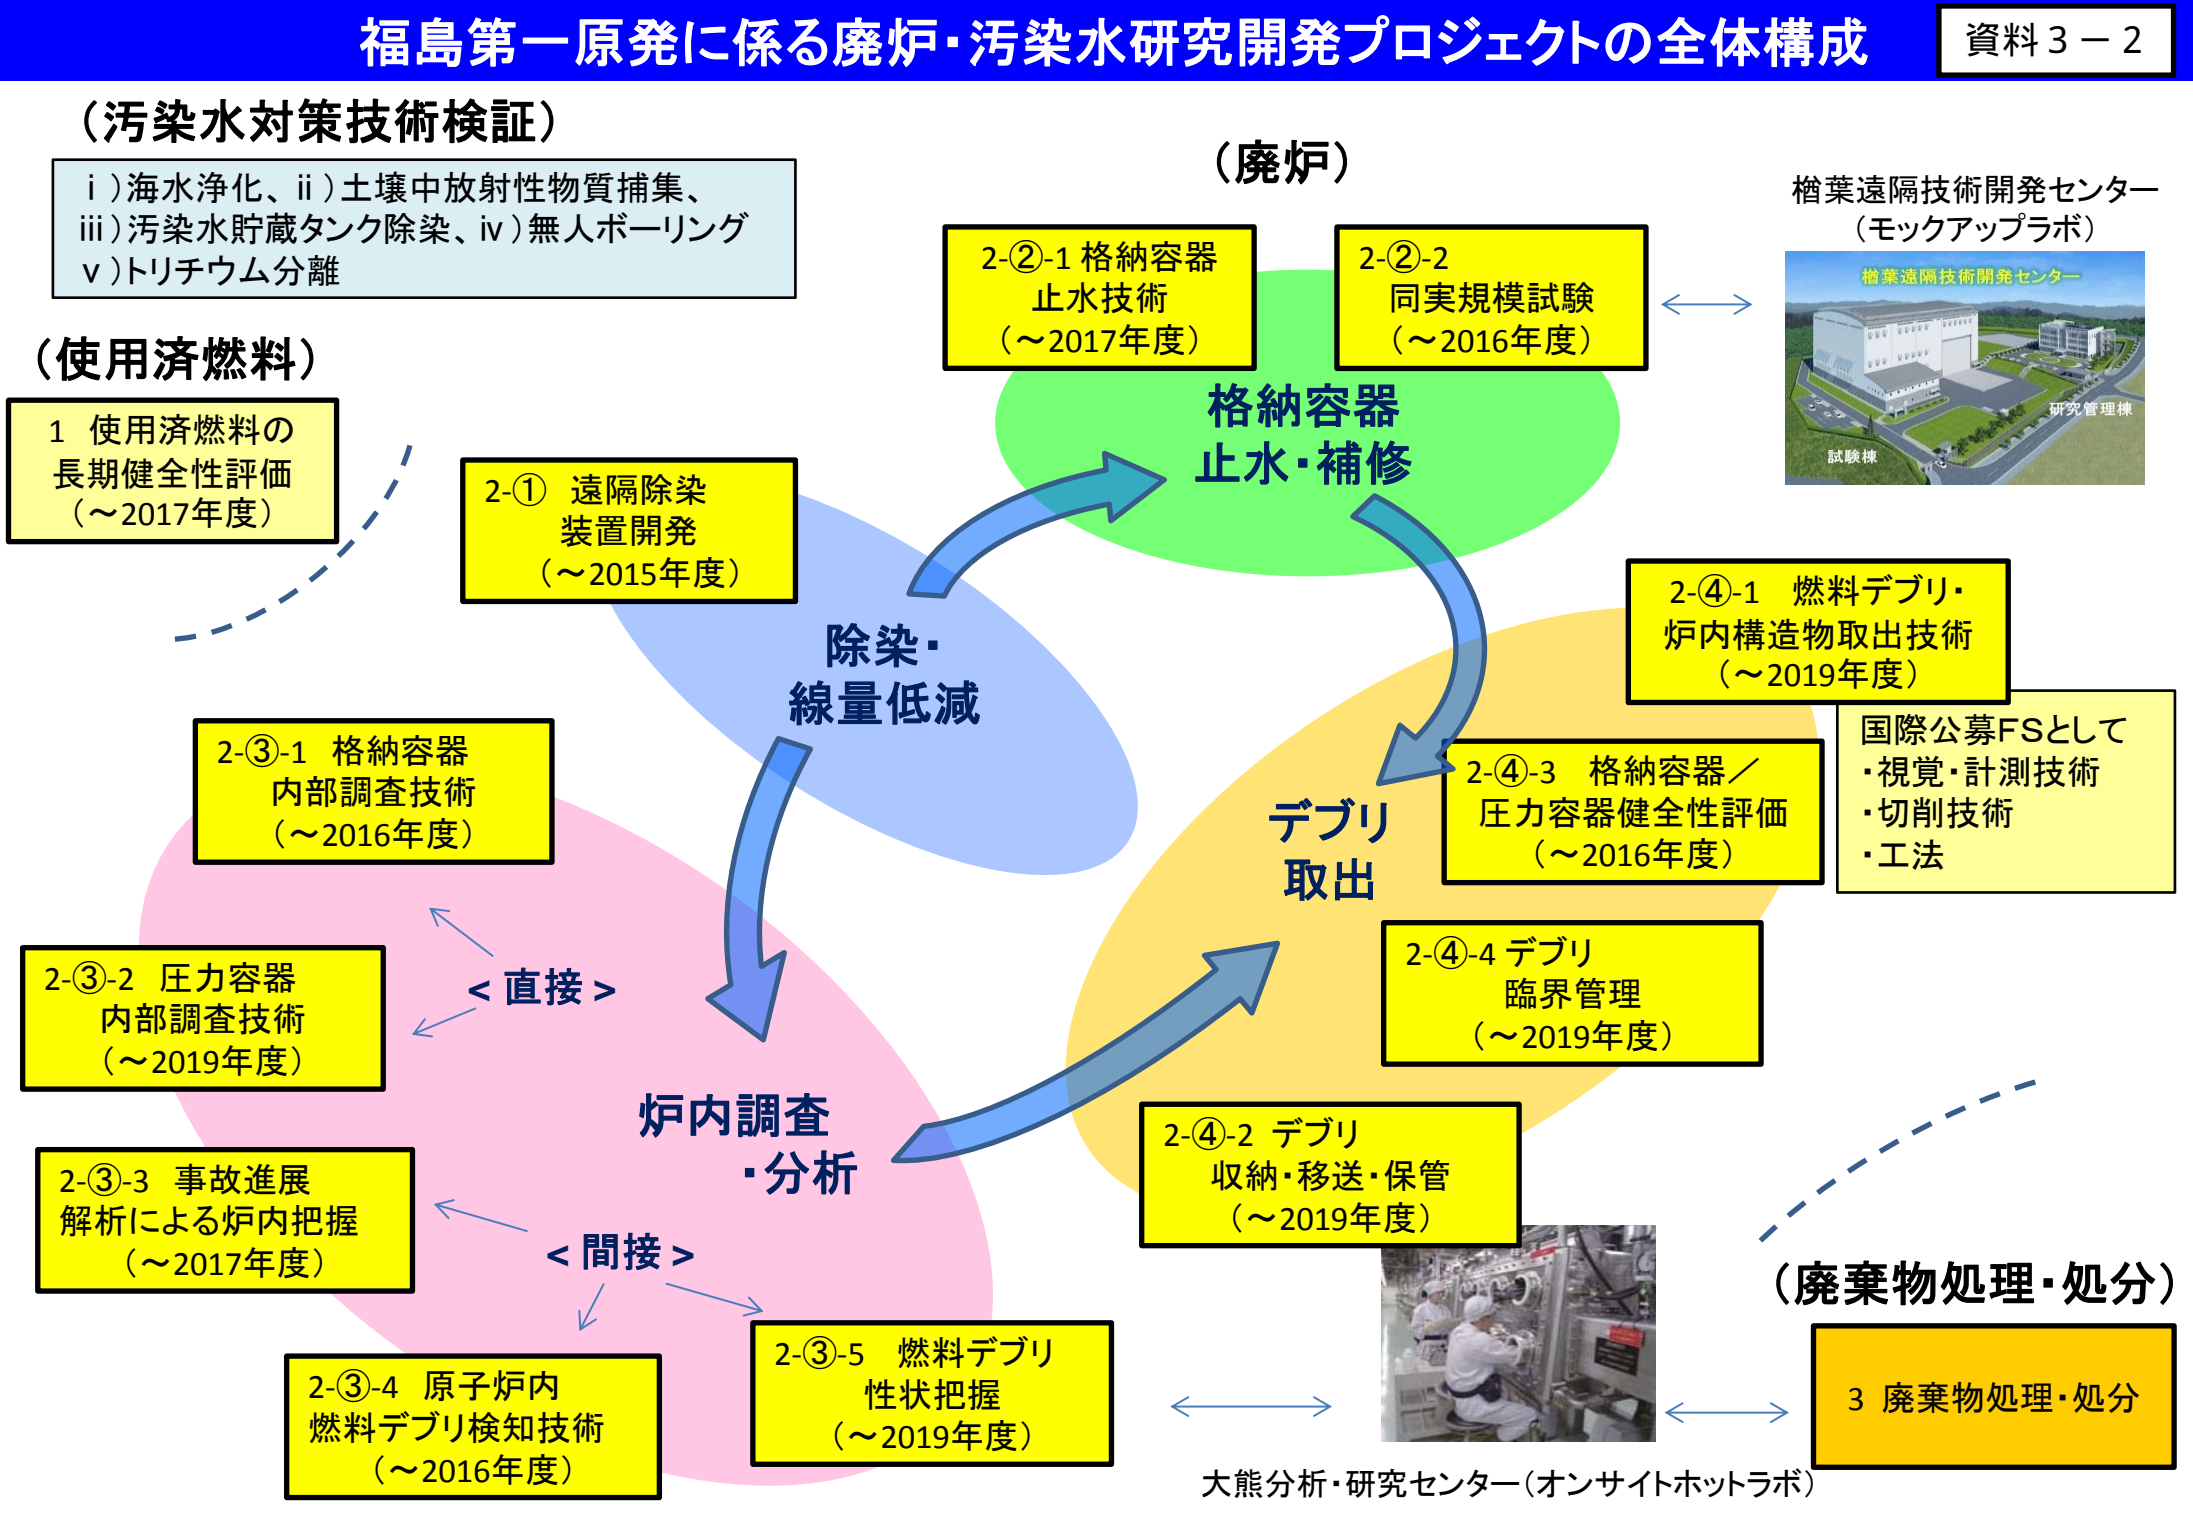 福島第一原発に係る廃炉・汚染水研究開発プロジェクトの全体構成
資料３－２
（汚染水対策技術検証）
ⅰ）海水浄化、ⅱ）土壌中放射性物質捕集、
ⅲ）汚染水貯蔵タンク除染、ⅳ）無人ボーリング
ⅴ）トリチウム分離
（廃炉）
楢葉遠隔技術開発センター
（モックアップラボ）
楢葉遠隔技術開発センター
研究管理棟
試験棟
2-②-1 格納容器
止水技術
（～2017年度）
2-②-2
同実規模試験
（～2016年度）
格納容器
止水・補修
（使用済燃料）
1 使用済燃料の
長期健全性評価
（～2017年度）
2-① 遠隔除染
装置開発
（～2015年度）
除染・
線量低減
2-④-1 燃料デブリ・
炉内構造物取出技術
（～2019年度）
国際公募FSとして
・視覚・計測技術
・切削技術
・工法
2-④-3 格納容器／
圧力容器健全性評価
（～2016年度）
デブリ
取出
2-④-4 デブリ
臨界管理
（～2019年度）
2-④-2 デブリ
収納・移送・保管
（～2019年度）
2-③-1 格納容器
内部調査技術
（～2016年度）
＜直接＞
2-③-2 圧力容器
内部調査技術
（～2019年度）
炉内調査
・分析
2-③-3 事故進展
解析による炉内把握
（～2017年度）
＜間接＞
2-③-4 原子炉内
燃料デブリ検知技術
（～2016年度）
2-③-5 燃料デブリ
性状把握
（～2019年度）
大熊分析・研究センター（オンサイトホットラボ）
（廃棄物処理・処分）
3 廃棄物処理・処分